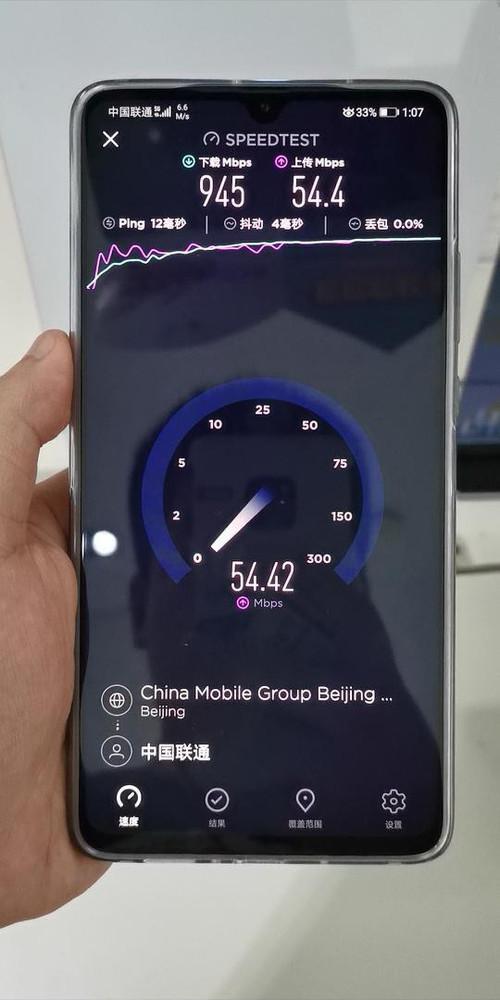 中国联通 5G 6.6 M/s 33% 1:07
SPEEDTEST
下载 Mbps 上传 Mbps
945 54.4
Ping 12毫秒 抖动 4毫秒 丢包 0.0%
25
10 50
5 75
2 150
0 300
54.42
Mbps
China Mobile Group Beijing ...
Beijing
中国联通
速度 结果 覆盖范围 设置